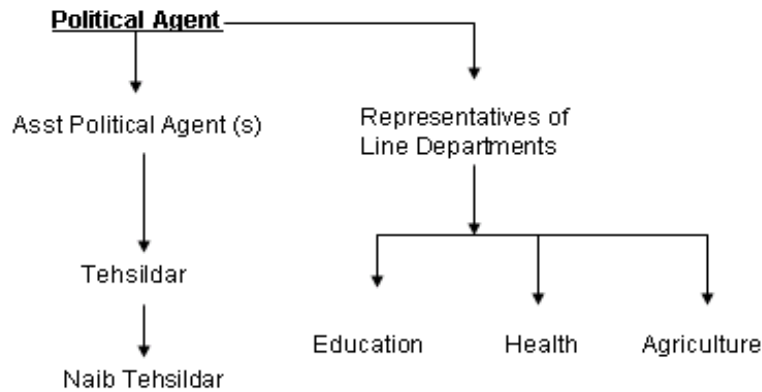 Political Agent
Asst Political Agent (s)
Representatives of
Line Departments
Tehsildar
Education
Health
Agriculture
Naib Tehsildar